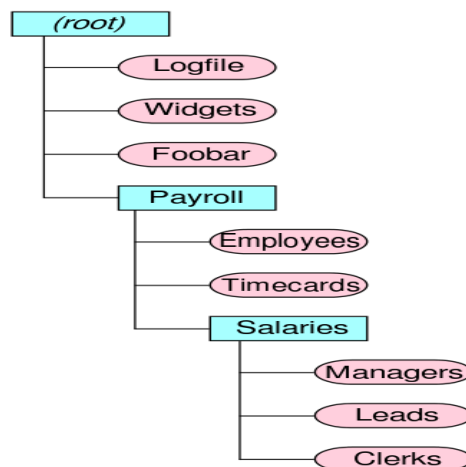 (root)
Logfile
Widgets
Foobar
Payroll
Employees
Timecards
Salaries
Managers
Leads
Clerks